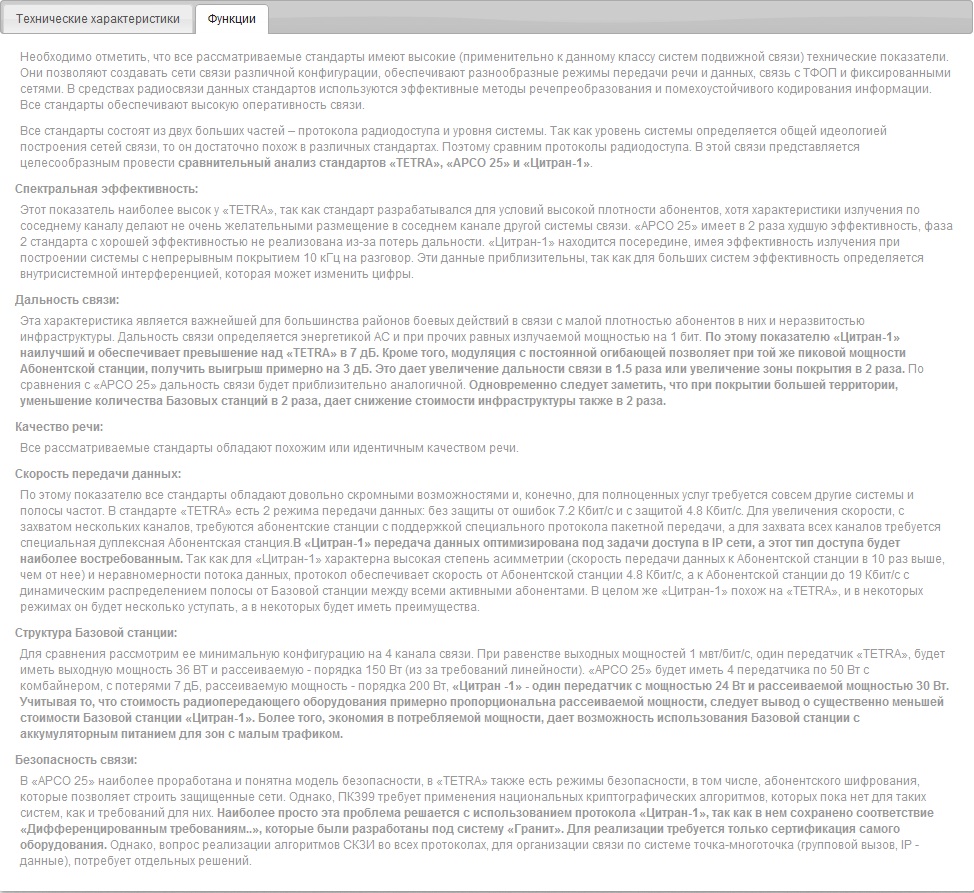 Технические характеристики
Функции
Необходимо отметить, что все рассматриваемые стандарты имеют высокие (применительно к данному классу систем подвижной связи) технические показатели.
Они позволяют создавать сети связи различной конфигурации, обеспечивают разнообразные режимы передачи речи и данных, связь с ТФОП и фиксированными
сетями. В средствах радиосвязи данных стандартов используются эффективные методы речепреобразования и помехоустойчивого кодирования информации.
Все стандарты обеспечивают высокую оперативность связи.
Все стандарты состоят из двух больших частей – протокола радиодоступа и уровня системы. Так как уровень системы определяется общей идеологией
построения сетей связи, то он достаточно похож в различных стандартах. Поэтому сравним протоколы радиодоступа. В этой связи представляется
целесообразным провести сравнительный анализ стандартов «TETRA», «АРСО 25» и «Цитран-1».
Спектральная эффективность:
Этот показатель наиболее высок у «TETRA», так как стандарт разрабатывался для условий высокой плотности абонентов, хотя характеристики излучения по
соседнему каналу делают не очень желательными размещение в соседнем канале другой системы связи. «АРСО 25» имеет в 2 раза худшую эффективность, фаза
2 стандарта с хорошей эффективностью не реализована из-за потерь дальности. «Цитран-1» находится посередине, имея эффективность излучения при
построении системы с непрерывным покрытием 10 кГц на разговор. Эти данные приблизительны, так как для больших систем эффективность определяется
внутрисистемной интерференцией, которая может изменить цифры.
Дальность связи:
Эта характеристика является важнейшей для большинства районов боевых действий в связи с малой плотностью абонентов в них и неразвитостью
инфраструктуры. Дальность связи определяется энергетикой АС и при прочих равных излучаемой мощностью на 1 бит. По этому показателю «Цитран-1»
наилучший и обеспечивает превышение над «TETRA» в 7 дБ. Кроме того, модуляция с постоянной огибающей позволяет при той же пиковой мощности
Абонентской станции, получить выигрыш примерно на 3 дБ. Это дает увеличение дальности связи в 1.5 раза или увеличение зоны покрытия в 2 раза. По
сравнения с «АРСО 25» дальность связи будет приблизительно аналогичной. Одновременно следует заметить, что при покрытии большей территории,
уменьшение количества Базовых станций в 2 раза, дает снижение стоимости инфраструктуры также в 2 раза.
Качество речи:
Все рассматриваемые стандарты обладают похожим или идентичным качеством речи.
Скорость передачи данных:
По этому показателю все стандарты обладают довольно скромными возможностями и, конечно, для полноценных услуг требуется совсем другие системы и
полосы частот. В стандарте «TETRA» есть 2 режима передачи данных: без защиты от ошибок 7.2 Кбит/с и с защитой 4.8 Кбит/с. Для увеличения скорости, с
захватом нескольких каналов, требуются абонентские станции с поддержкой специального протокола пакетной передачи, а для захвата всех каналов требуется
специальная дуплексная Абонентская станция.В «Цитран-1» передача данных оптимизирована под задачи доступа в IP сети, а этот тип доступа будет
наиболее востребованным. Так как для «Цитран-1» характерна высокая степень асимметрии (скорость передачи данных к Абонентской станции в 10 раз выше,
чем от нее) и неравномерности потока данных, протокол обеспечивает скорость от Абонентской станции 4.8 Кбит/с, а к Абонентской станции до 19 Кбит/с с
динамическим распределением полосы от Базовой станции между всеми активными абонентами. В целом же «Цитран-1» похож на «TETRA», и в некоторых
режимах он будет несколько уступать, а в некоторых будет иметь преимущества.
Структура Базовой станции:
Для сравнения рассмотрим ее минимальную конфигурацию на 4 канала связи. При равенстве выходных мощностей 1 мвт/бит/с, один передатчик «TETRA», будет
иметь выходную мощность 36 ВТ и рассеиваемую - порядка 150 Вт (из за требований линейности). «АРСО 25» будет иметь 4 передатчика по 50 Вт с
комбайнером, с потерями 7 дБ, рассеиваемую мощность - порядка 200 Вт, «Цитран -1» - один передатчик с мощностью 24 Вт и рассеиваемой мощностью 30 Вт.
Учитывая то, что стоимость радиопередающего оборудования примерно пропорциональна рассеиваемой мощности, следует вывод о существенно меньшей
стоимости Базовой станции «Цитран-1». Более того, экономия в потребляемой мощности, дает возможность использования Базовой станции с
аккумуляторным питанием для зон с малым трафиком.
Безопасность связи:
В «АРСО 25» наиболее проработана и понятна модель безопасности, в «TETRA» также есть режимы безопасности, в том числе, абонентского шифрования,
которые позволяет строить защищенные сети. Однако, ПК399 требует применения национальных криптографических алгоритмов, которых пока нет для таких
систем, как и требований для них. Наиболее просто эта проблема решается с использованием протокола «Цитран-1», так как в нем сохранено соответствие
«Дифференцированным требованиям..», которые были разработаны под систему «Гранит». Для реализации требуется только сертификация самого
оборудования. Однако, вопрос реализации алгоритмов СКЗИ во всех протоколах, для организации связи по системе точка-многоточка (групповой вызов, IP -
данные), потребует отдельных решений.